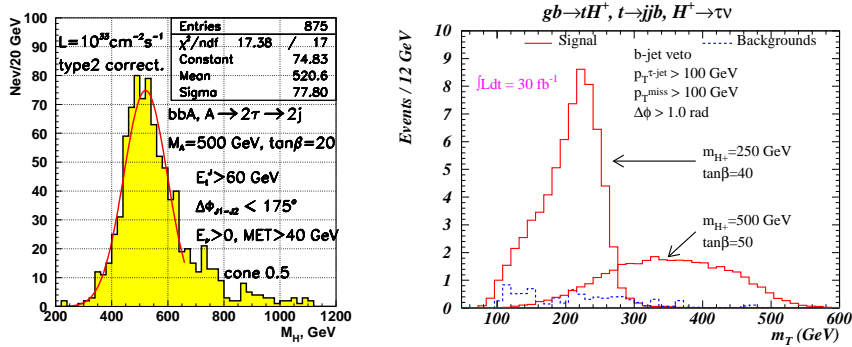 Entries 875
χ²/ndf 17.38 / 17
Constant 74.83
Mean 520.6
Sigma 77.80
L=10³³cm⁻²s⁻¹
type2 correct.
bbA, A → 2τ → 2j
M_A=500 GeV, tanβ=20
E_t^J>60 GeV
Δφ_J1-J2 < 175°
E_ν>0, MET>40 GeV
cone 0.5
Nev/20 GeV
100
90
80
70
60
50
40
30
20
10
0
200 400 600 800 1000 1200
M_H, GeV
gb→tH⁺, t→jjb, H⁺→τν
Signal
Backgrounds
∫Ldt = 30 fb⁻¹
b-jet veto
p_T^τ-jet > 100 GeV
p_T^miss > 100 GeV
Δϕ > 1.0 rad
m_H+=250 GeV
tanβ=40
m_H+=500 GeV
tanβ=50
Events / 12 GeV
10
9
8
7
6
5
4
3
2
1
0
100 200 300 400 500 600
m_T (GeV)